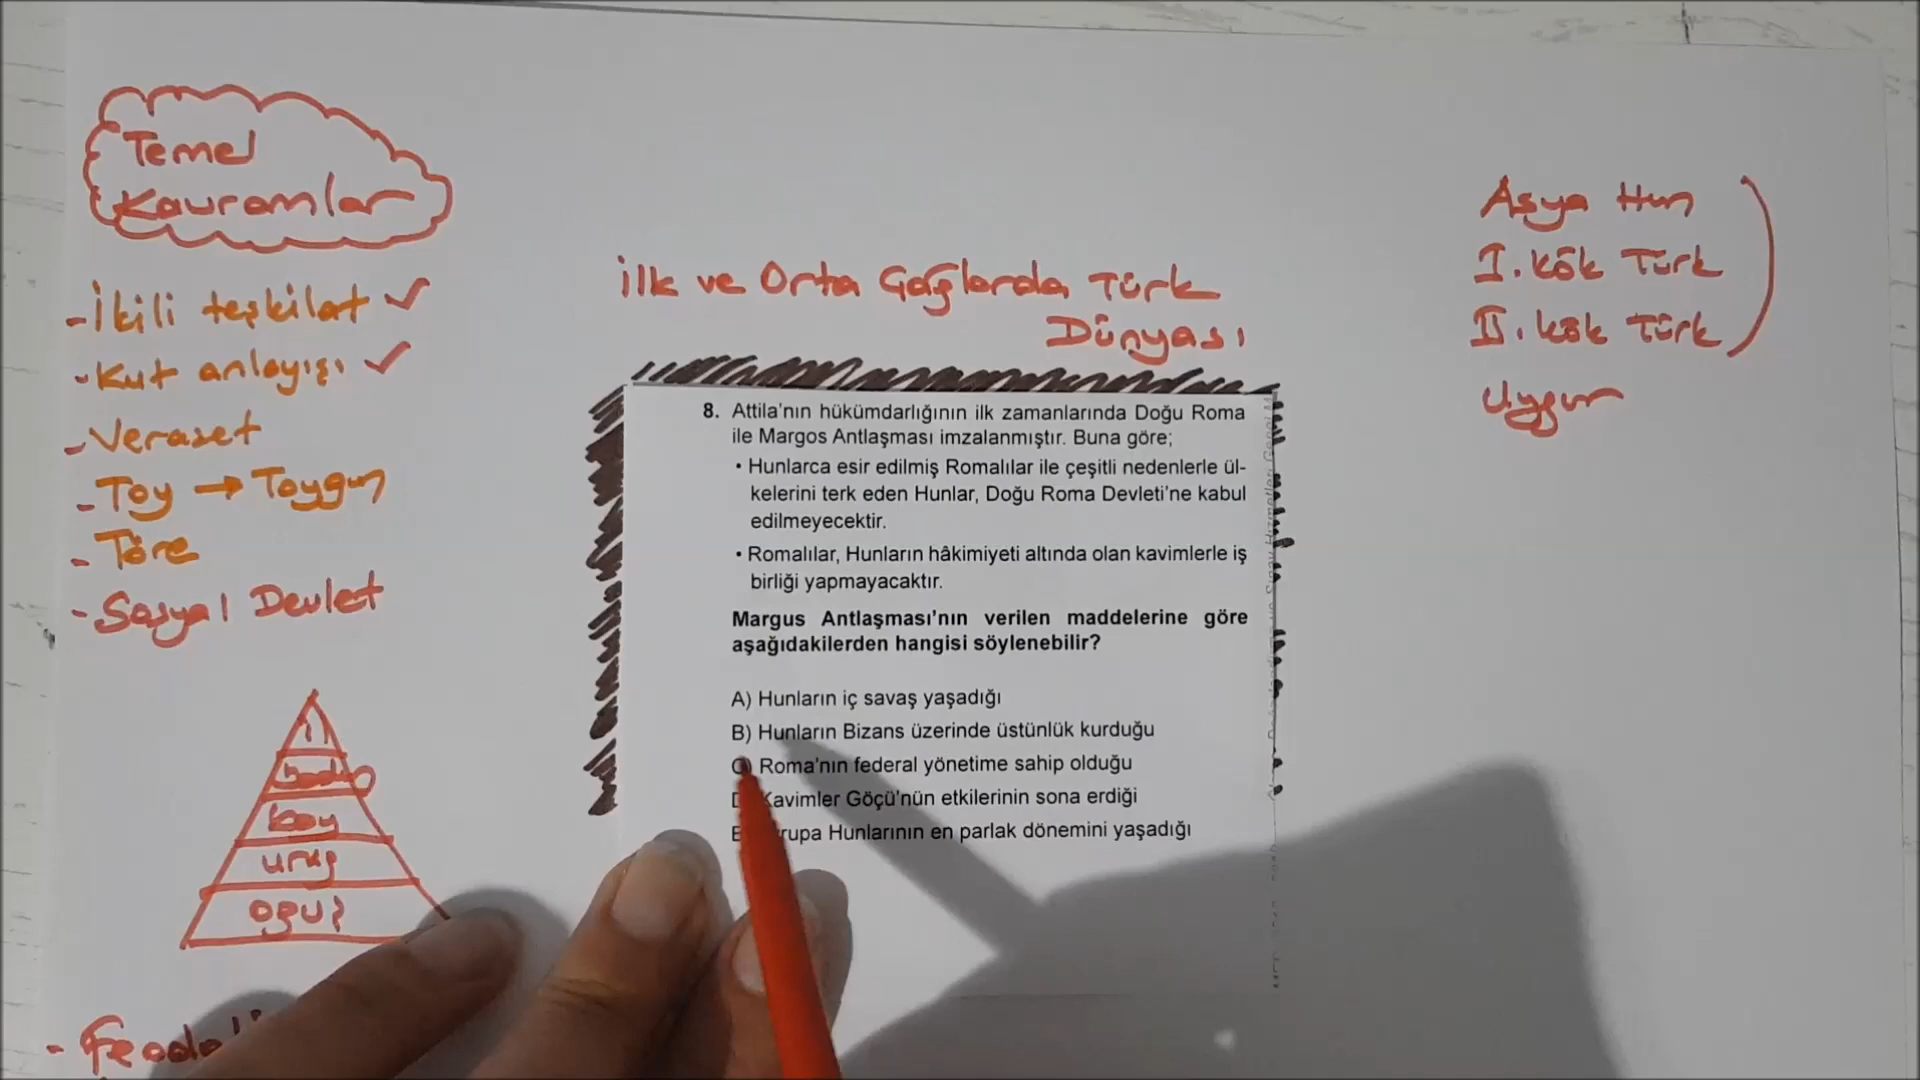 Temel
Kavramlar
- İkili teşkilat ✓
- Kut anlayışı ✓
- Veraset
- Toy → Toygun
- Töre
- Sosyal Devlet
il
boy
uruş
oguş
- Feodal
İlk ve Orta Çağlarda Türk
Dünyası
8. Attila'nın hükümdarlığının ilk zamanlarında Doğu Roma
ile Margos Antlaşması imzalanmıştır. Buna göre;
• Hunlarca esir edilmiş Romalılar ile çeşitli nedenlerle ül-
kelerini terk eden Hunlar, Doğu Roma Devleti'ne kabul
edilmeyecektir.
• Romalılar, Hunların hâkimiyeti altında olan kavimlerle iş
birliği yapmayacaktır.
Margus Antlaşması'nın verilen maddelerine göre
aşağıdakilerden hangisi söylenebilir?
A) Hunların iç savaş yaşadığı
B) Hunların Bizans üzerinde üstünlük kurduğu
C) Roma'nın federal yönetime sahip olduğu
D) Kavimler Göçü'nün etkilerinin sona erdiği
Hunlarının en parlak dönemini yaşadığı
Asya Hun
I. Kök Türk
II. Kök Türk
Uygur